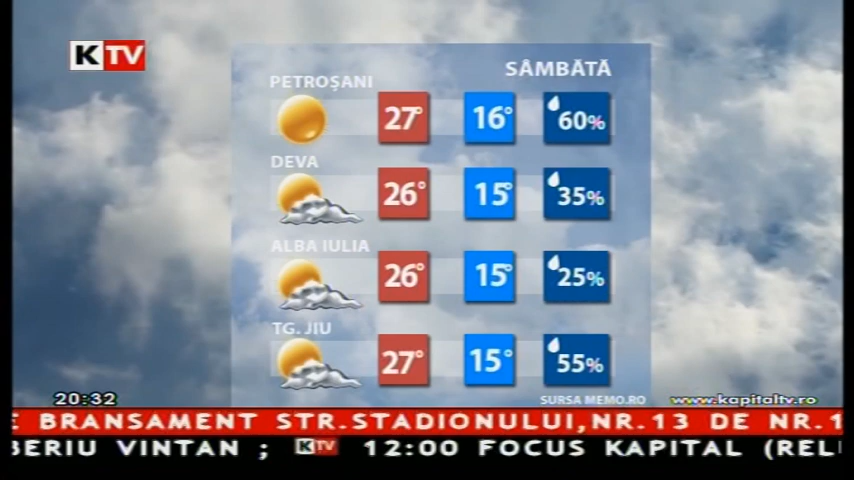 KTV
SÂMBĂTĂ
PETROȘANI
27° 16° 60%
DEVA
26° 15° 35%
ALBA IULIA
26° 15° 25%
TG. JIU
27° 15° 55%
SURSA MEMO.RO
20:32
www.kapitaltv.ro
E BRANSAMENT STR.STADIONULUI,NR.13 DE NR.1
BERIU VINTAN ; KTV 12:00 FOCUS KAPITAL (REL